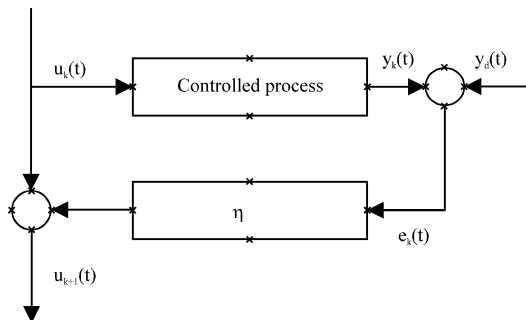 uₖ(t)
Controlled process
yₖ(t)
y_d(t)
η
eₖ(t)
uₖ₊₁(t)